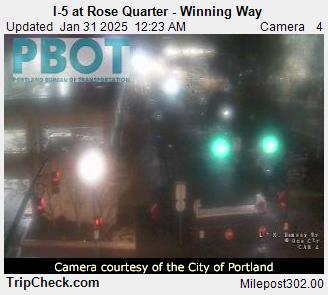 I-5 at Rose Quarter - Winning Way
Updated Jan 31 2025 12:23 AM Camera 4
PBOT
PORTLAND BUREAU OF TRANSPORTATION
Camera courtesy of the City of Portland
TripCheck.com Milepost302.00